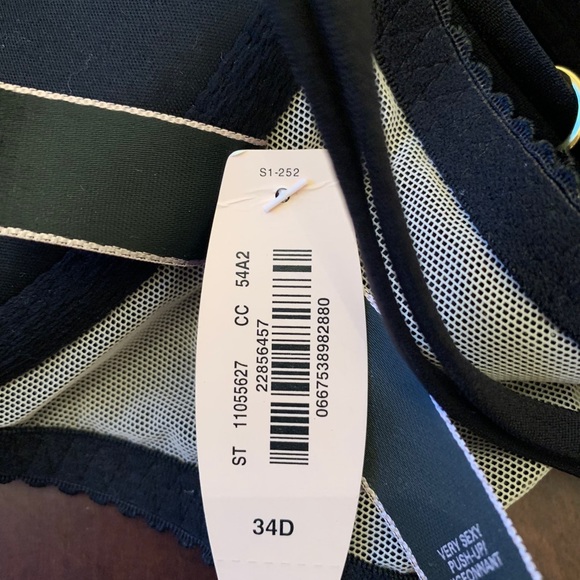 S1-252
ST 11055627 CC 54A2
22856457
0667538982880
34D
VERY SEXY
PUSH-UP/